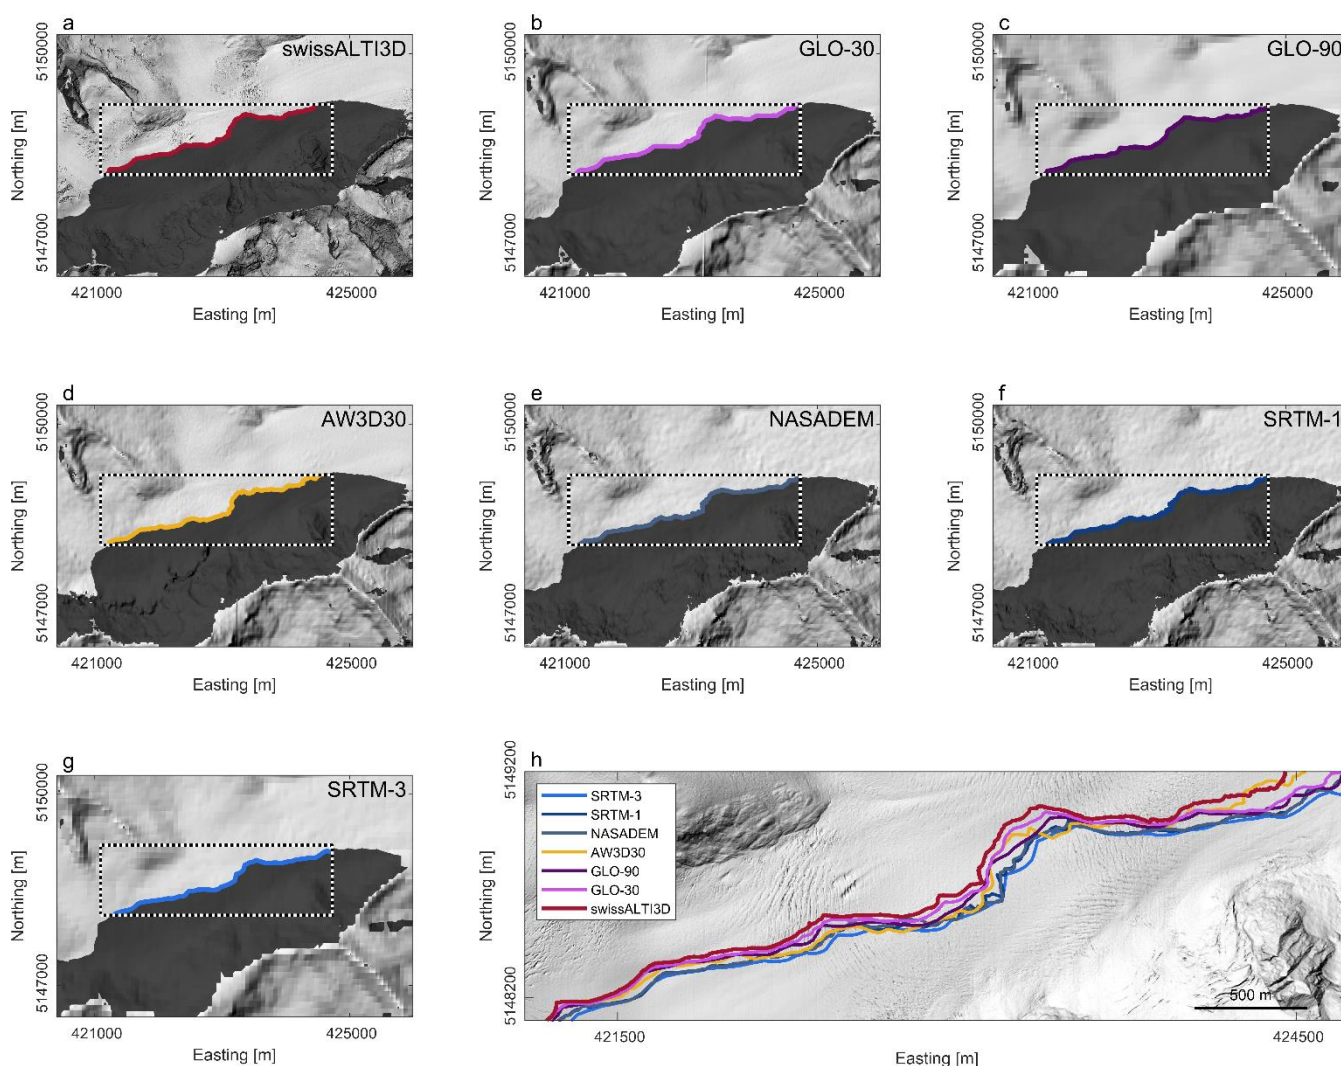 a
swissALTI3D
5150000
Northing [m]
5147000
421000
425000
Easting [m]
b
GLO-30
5150000
Northing [m]
5147000
421000
425000
Easting [m]
c
GLO-90
5150000
Northing [m]
5147000
421000
425000
Easting [m]
d
AW3D30
5150000
Northing [m]
5147000
421000
425000
Easting [m]
e
NASADEM
5150000
Northing [m]
5147000
421000
425000
Easting [m]
f
SRTM-1
5150000
Northing [m]
5147000
421000
425000
Easting [m]
g
SRTM-3
5150000
Northing [m]
5147000
421000
425000
Easting [m]
h
5149200
Northing [m]
5148200
SRTM-3
SRTM-1
NASADEM
AW3D30
GLO-90
GLO-30
swissALTI3D
500 m
421500
424500
Easting [m]